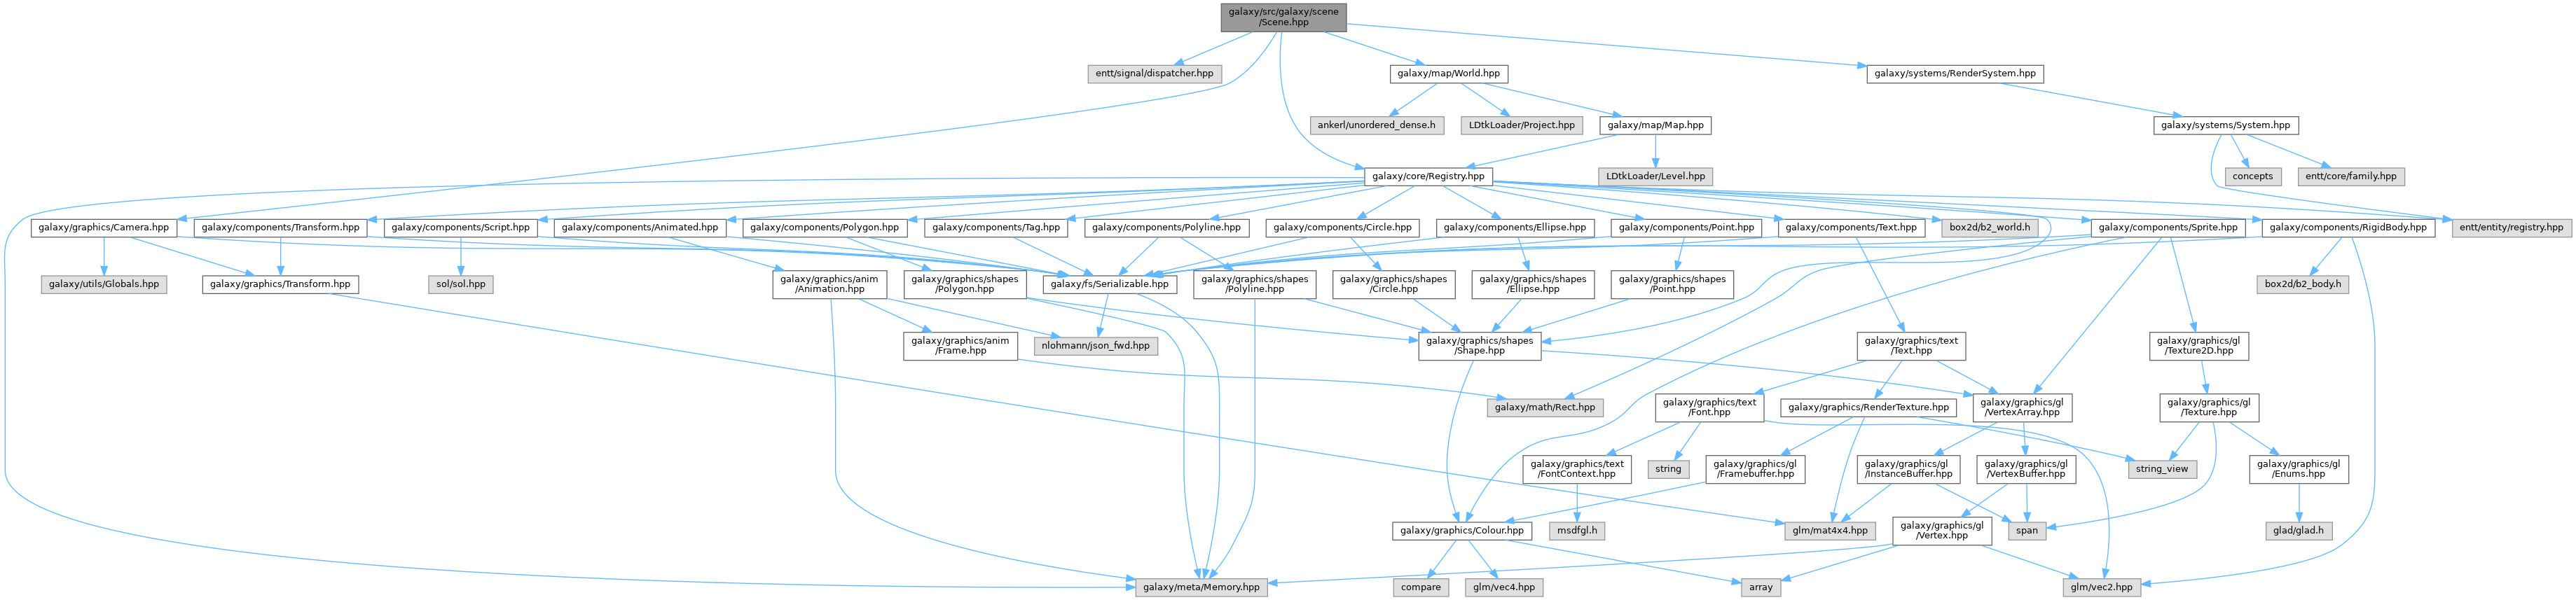 galaxy/src/galaxy/scene
/Scene.hpp
entt/signal/dispatcher.hpp
galaxy/map/World.hpp
galaxy/systems/RenderSystem.hpp
ankerl/unordered_dense.h
LDtkLoader/Project.hpp
galaxy/map/Map.hpp
galaxy/systems/System.hpp
galaxy/core/Registry.hpp
LDtkLoader/Level.hpp
concepts
entt/core/family.hpp
galaxy/graphics/Camera.hpp
galaxy/components/Transform.hpp
galaxy/components/Script.hpp
galaxy/components/Animated.hpp
galaxy/components/Polygon.hpp
galaxy/components/Tag.hpp
galaxy/components/Polyline.hpp
galaxy/components/Circle.hpp
galaxy/components/Ellipse.hpp
galaxy/components/Point.hpp
galaxy/components/Text.hpp
box2d/b2_world.h
galaxy/components/Sprite.hpp
galaxy/components/RigidBody.hpp
entt/entity/registry.hpp
galaxy/utils/Globals.hpp
galaxy/graphics/Transform.hpp
sol/sol.hpp
galaxy/graphics/anim
/Animation.hpp
galaxy/graphics/shapes
/Polygon.hpp
galaxy/fs/Serializable.hpp
galaxy/graphics/shapes
/Polyline.hpp
galaxy/graphics/shapes
/Circle.hpp
galaxy/graphics/shapes
/Ellipse.hpp
galaxy/graphics/shapes
/Point.hpp
box2d/b2_body.h
galaxy/graphics/anim
/Frame.hpp
nlohmann/json_fwd.hpp
galaxy/graphics/shapes
/Shape.hpp
galaxy/graphics/text
/Text.hpp
galaxy/graphics/gl
/Texture2D.hpp
galaxy/math/Rect.hpp
galaxy/graphics/text
/Font.hpp
galaxy/graphics/RenderTexture.hpp
galaxy/graphics/gl
/VertexArray.hpp
galaxy/graphics/gl
/Texture.hpp
galaxy/graphics/text
/FontContext.hpp
string
galaxy/graphics/gl
/Framebuffer.hpp
galaxy/graphics/gl
/InstanceBuffer.hpp
galaxy/graphics/gl
/VertexBuffer.hpp
string_view
galaxy/graphics/gl
/Enums.hpp
galaxy/graphics/Colour.hpp
msdfgl.h
glm/mat4x4.hpp
galaxy/graphics/gl
/Vertex.hpp
span
glad/glad.h
galaxy/meta/Memory.hpp
compare
glm/vec4.hpp
array
glm/vec2.hpp